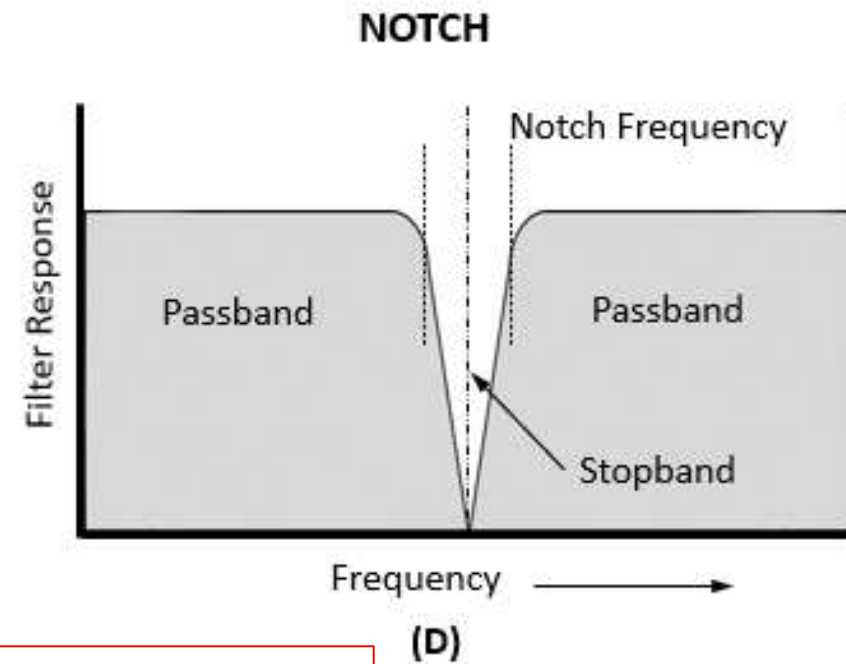 NOTCH
Notch Frequency
Filter Response
Passband
Passband
Stopband
Frequency
(D)